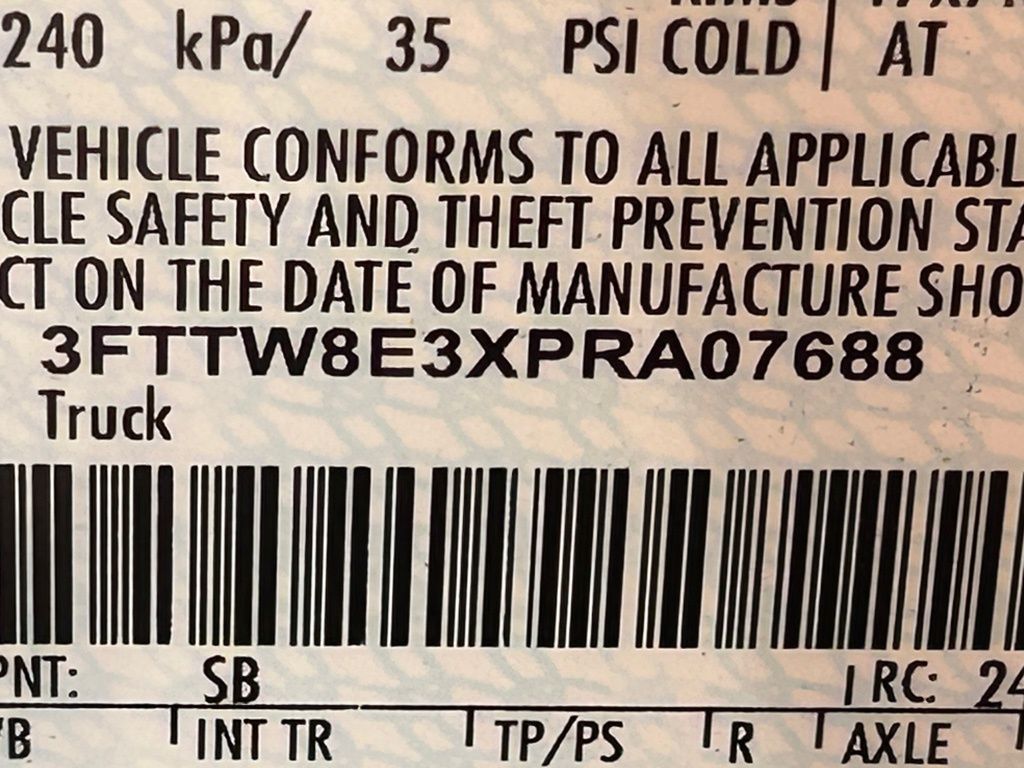 240 kPa/ 35 PSI COLD AT
VEHICLE CONFORMS TO ALL APPLICABL
CLE SAFETY AND THEFT PREVENTION STA
CT ON THE DATE OF MANUFACTURE SHO
3FTTW8E3XPRA07688
Truck
PNT: SB RC: 24
B INT TR TP/PS R AXLE